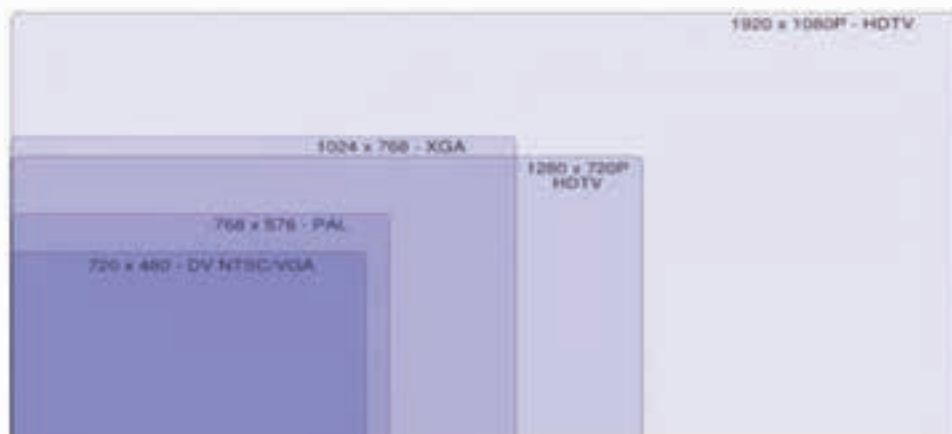 1920 x 1080P - HDTV
1024 x 768 - XGA
1280 x 720P
HDTV
768 x 576 - PAL
720 x 480 - DV NTSC/VGA